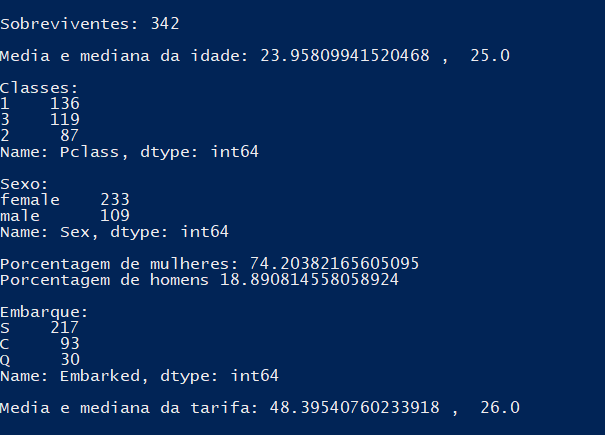 Sobreviventes: 342
Media e mediana da idade: 23.95809941520468 ,  25.0
Classes:
1    136
3    119
2     87
Name: Pclass, dtype: int64
Sexo:
female    233
male      109
Name: Sex, dtype: int64
Porcentagem de mulheres: 74.20382165605095
Porcentagem de homens 18.890814558058924
Embarque:
S    217
C     93
Q     30
Name: Embarked, dtype: int64
Media e mediana da tarifa: 48.39540760233918 ,  26.0